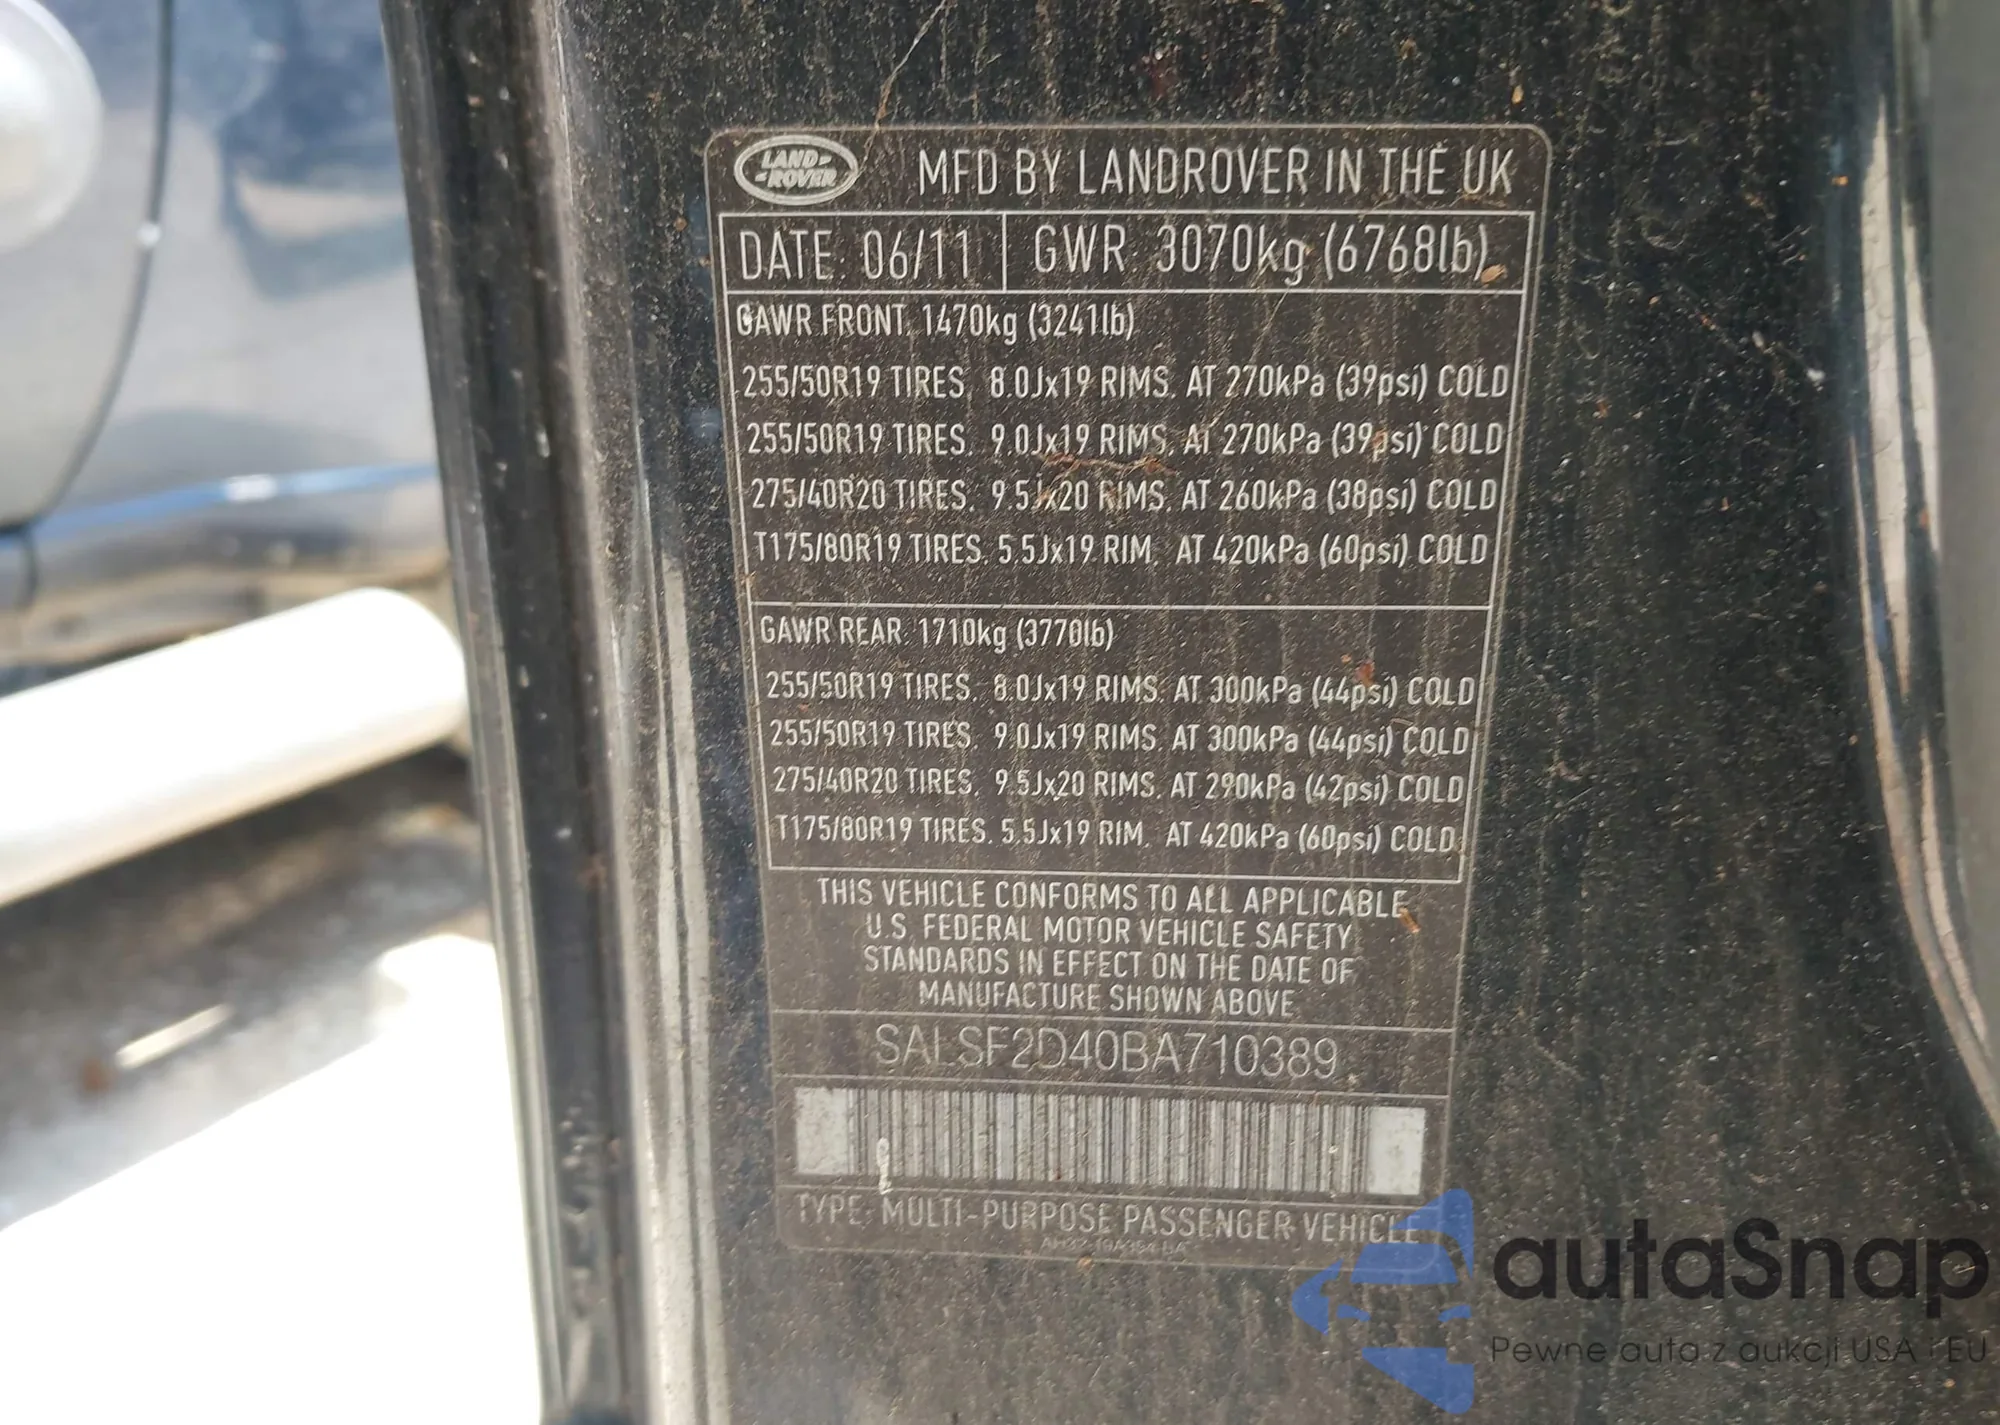 LAND-
-ROVER
MFD BY LANDROVER IN THE UK
DATE: 06/11 GWR 3070kg (6768lb)
GAWR FRONT. 1470kg (3241lb)
255/50R19 TIRES. 8.0Jx19 RIMS. AT 270kPa (39psi) COLD
255/50R19 TIRES. 9.0Jx19 RIMS. AT 270kPa (39psi) COLD
275/40R20 TIRES. 9.5Jx20 RIMS. AT 260kPa (38psi) COLD
T175/80R19 TIRES. 5.5Jx19 RIM. AT 420kPa (60psi) COLD
GAWR REAR: 1710kg (3770lb)
255/50R19 TIRES. 8.0Jx19 RIMS. AT 300kPa (44psi) COLD
255/50R19 TIRES. 9.0Jx19 RIMS. AT 300kPa (44psi) COLD
275/40R20 TIRES. 9.5Jx20 RIMS. AT 290kPa (42psi) COLD
T175/80R19 TIRES. 5.5Jx19 RIM. AT 420kPa (60psi) COLD
THIS VEHICLE CONFORMS TO ALL APPLICABLE
U.S. FEDERAL MOTOR VEHICLE SAFETY
STANDARDS IN EFFECT ON THE DATE OF
MANUFACTURE SHOWN ABOVE
SALSF2D40BA710389
TYPE: MULTI-PURPOSE PASSENGER VEHICLE
autaSnap
Pewne auta z aukcji USA i EU